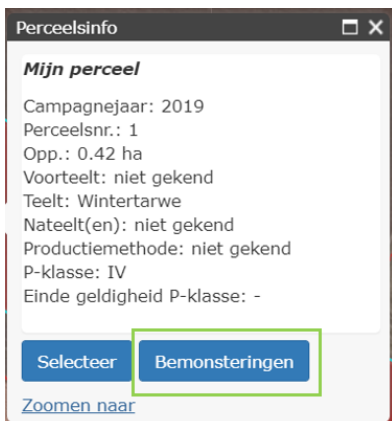 Perceelsinfo
Mijn perceel
Campagnejaar: 2019
Perceelsnr.: 1
Opp.: 0.42 ha
Voorteelt: niet gekend
Teelt: Wintertarwe
Nateelt(en): niet gekend
Productiemethode: niet gekend
P-klasse: IV
Einde geldigheid P-klasse: -
Selecteer Bemonsteringen
Zoomen naar